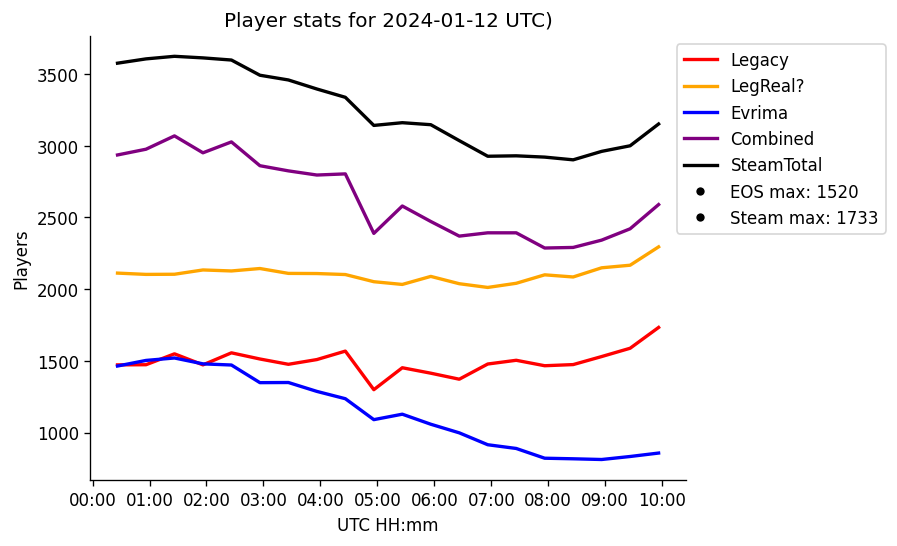 Player stats for 2024-01-12 UTC)
Legacy
LegReal?
Evrima
Combined
SteamTotal
EOS max: 1520
Steam max: 1733
Players
3500
3000
2500
2000
1500
1000
00:00 01:00 02:00 03:00 04:00 05:00 06:00 07:00 08:00 09:00 10:00
UTC HH:mm